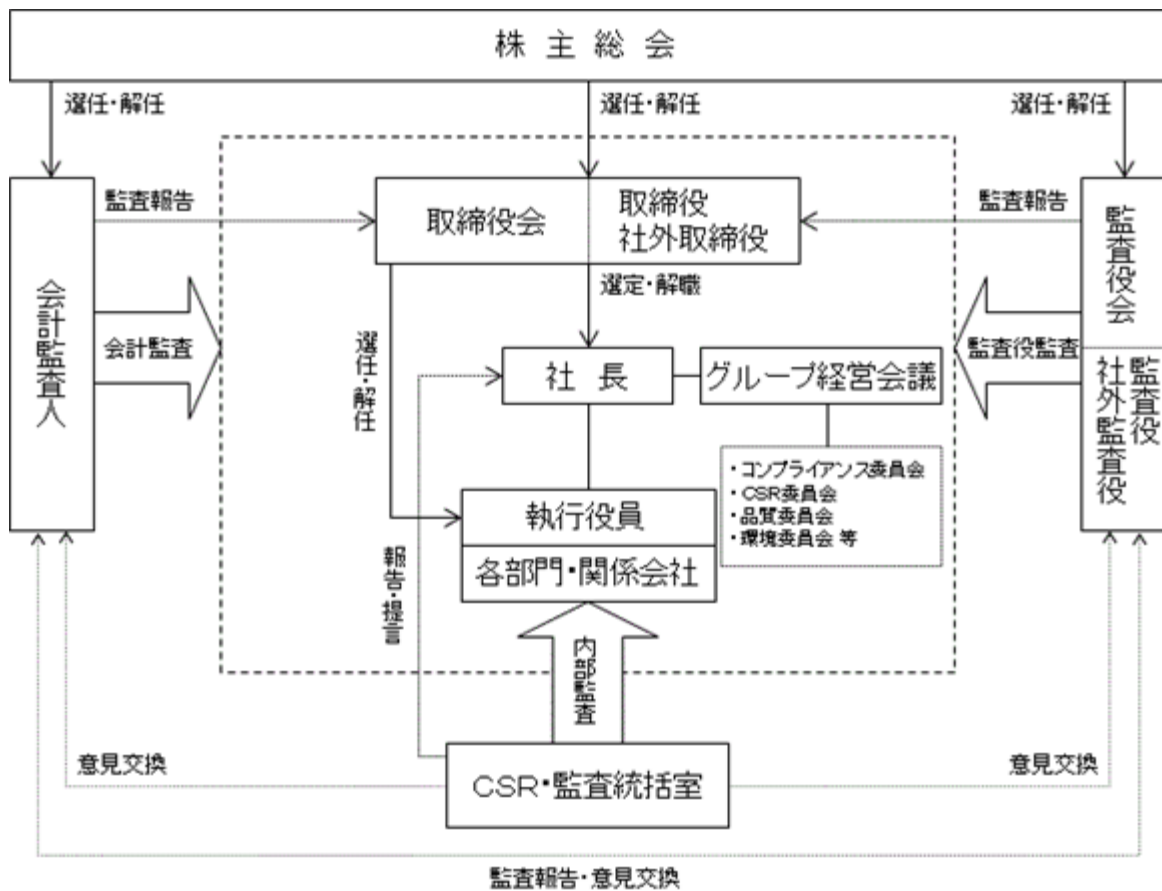 株主総会
選任・解任
選任・解任
選任・解任
監査報告
取締役会
取締役
社外取締役
監査報告
監査役会
会計監査人
選定・解職
会計監査
選任・解任
社長
グループ経営会議
監査役監査
監査役
社外監査役
・コンプライアンス委員会
・CSR委員会
・品質委員会
・環境委員会 等
執行役員
各部門・関係会社
報告・提言
内部監査
意見交換
CSR・監査統括室
意見交換
監査報告・意見交換